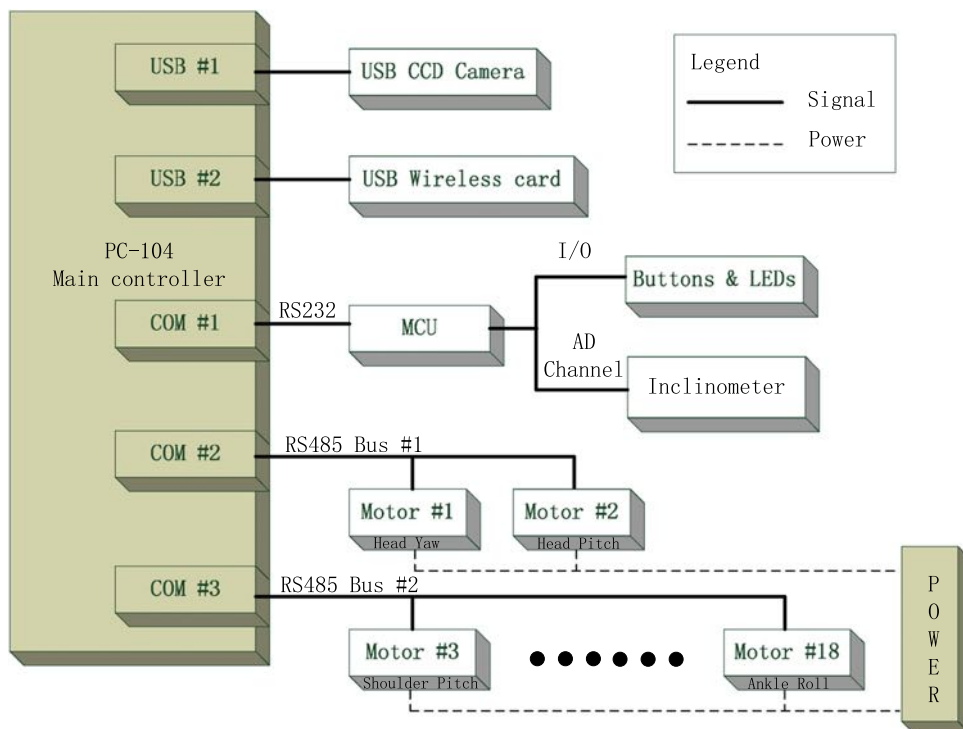 USB #1
USB CCD Camera
Legend
Signal
Power
USB #2
USB Wireless card
PC-104
Main controller
I/O
Buttons & LEDs
COM #1
RS232
MCU
AD
Channel
Inclinometer
COM #2
RS485 Bus #1
Motor #1
Head Yaw
Motor #2
Head Pitch
COM #3
RS485 Bus #2
Motor #3
Shoulder Pitch
Motor #18
Ankle Roll
P
O
W
E
R